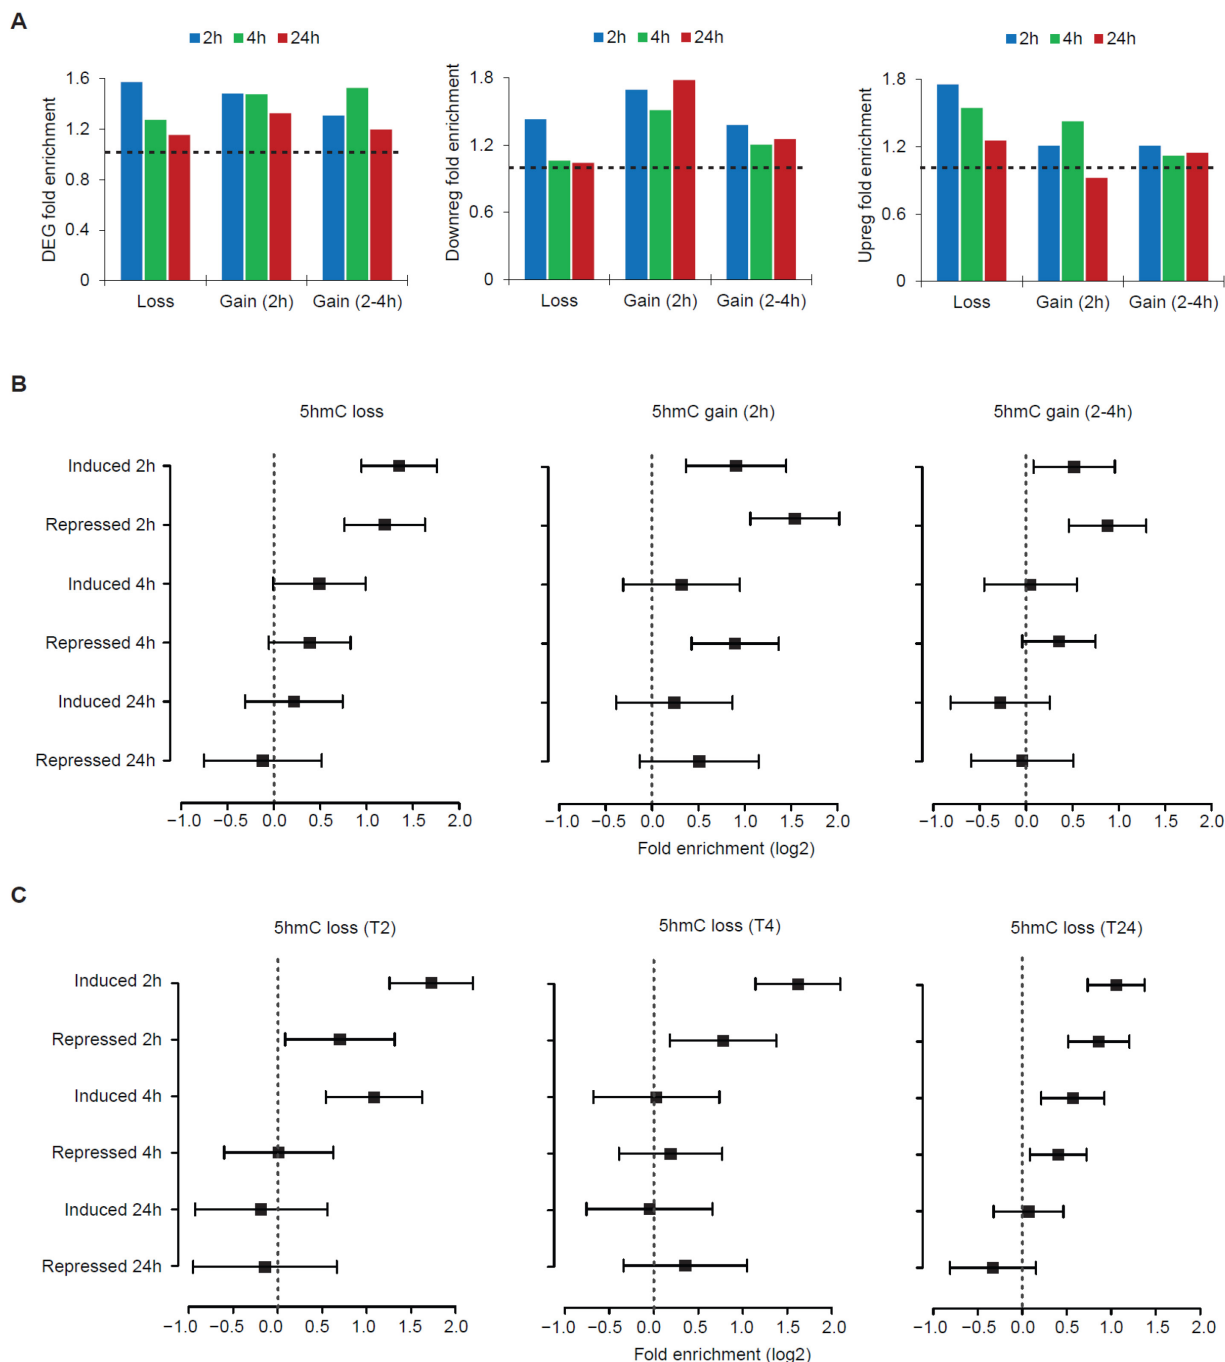 A
2h 4h 24h
DEG fold enrichment
1.6
1.2
0.8
0.4
0
Loss Gain (2h) Gain (2-4h)
2h 4h 24h
Downreg fold enrichment
1.8
1.2
0.6
0
Loss Gain (2h) Gain (2-4h)
2h 4h 24h
Upreg fold enrichment
1.8
1.2
0.6
0
Loss Gain (2h) Gain (2-4h)
B
5hmC loss 5hmC gain (2h) 5hmC gain (2-4h)
Induced 2h
Repressed 2h
Induced 4h
Repressed 4h
Induced 24h
Repressed 24h
−1.0 −0.5 0.0 0.5 1.0 1.5 2.0 −1.0 −0.5 0.0 0.5 1.0 1.5 2.0 −1.0 −0.5 0.0 0.5 1.0 1.5 2.0
Fold enrichment (log2)
C
5hmC loss (T2) 5hmC loss (T4) 5hmC loss (T24)
Induced 2h
Repressed 2h
Induced 4h
Repressed 4h
Induced 24h
Repressed 24h
−1.0 −0.5 0.0 0.5 1.0 1.5 2.0 −1.0 −0.5 0.0 0.5 1.0 1.5 2.0 −1.0 −0.5 0.0 0.5 1.0 1.5 2.0
Fold enrichment (log2)